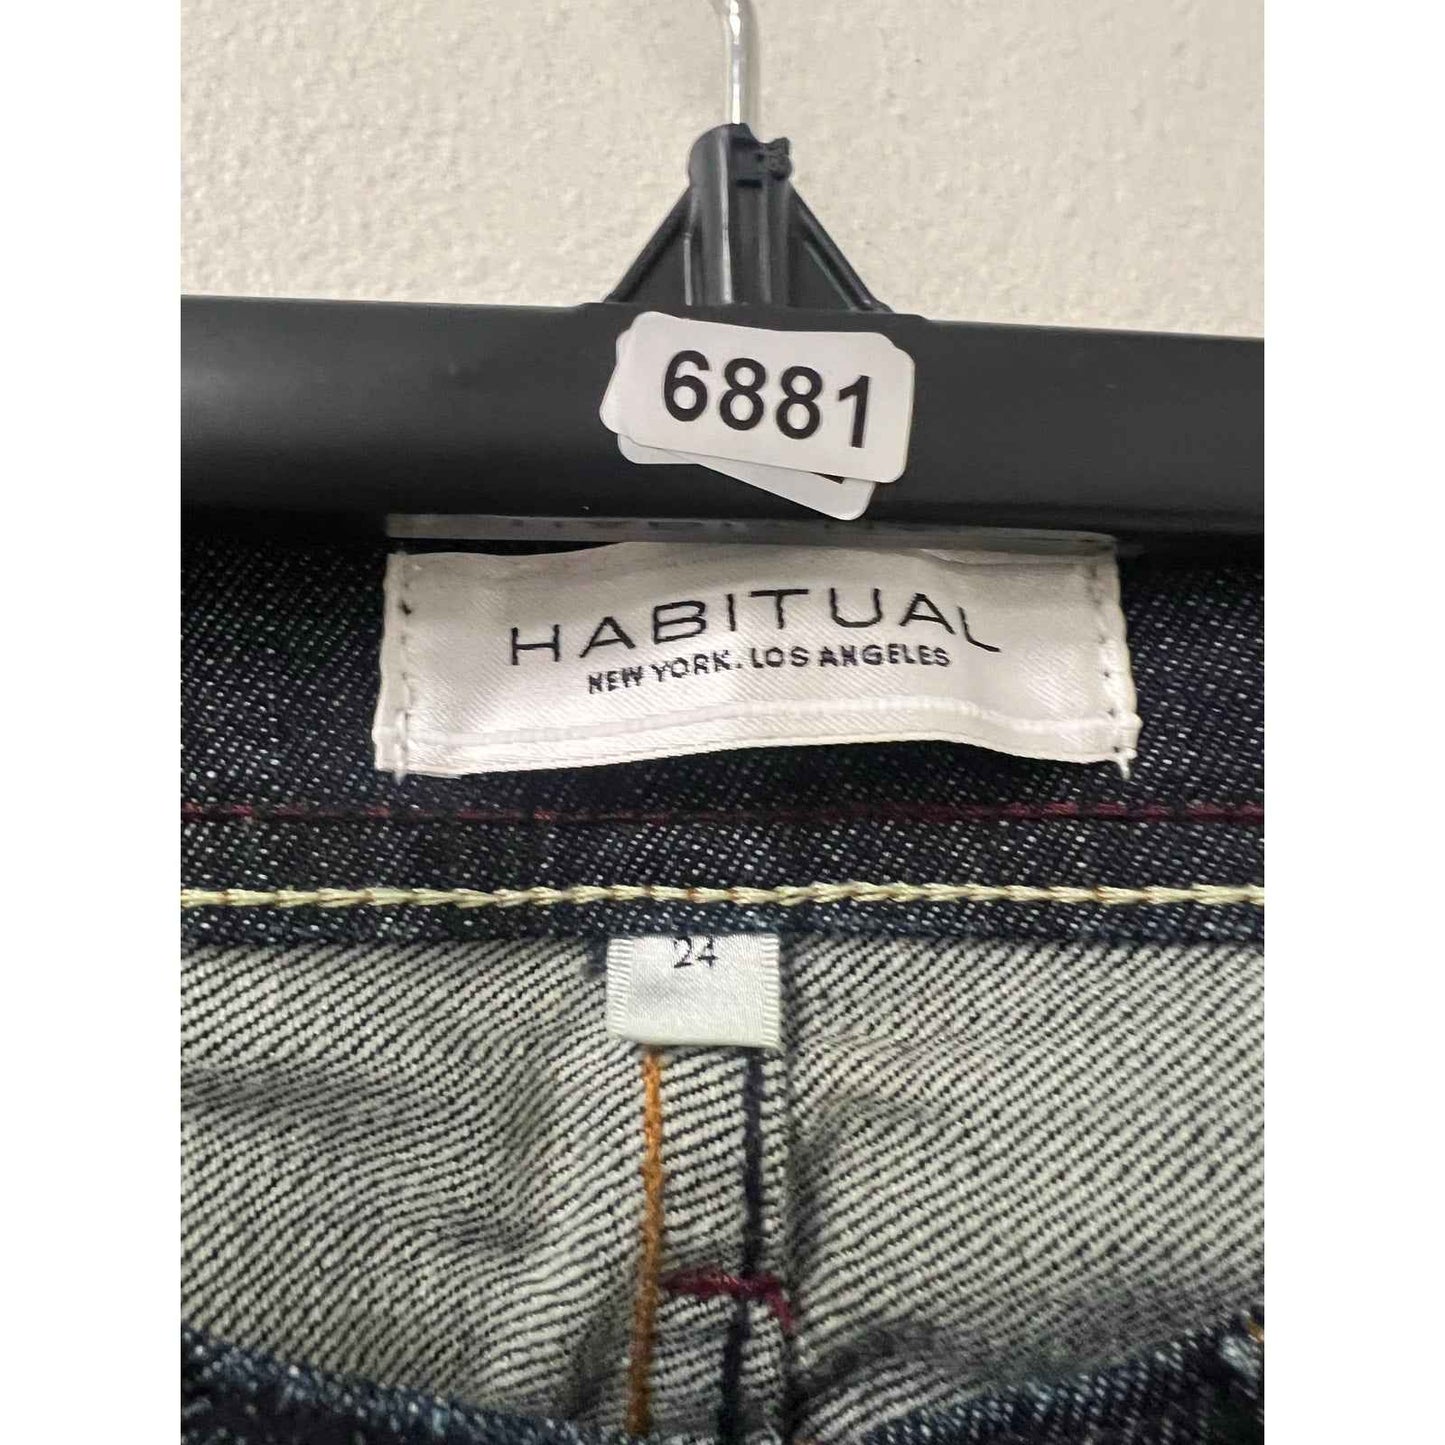 6881
HABITUAL
NEW YORK. LOS ANGELES
24